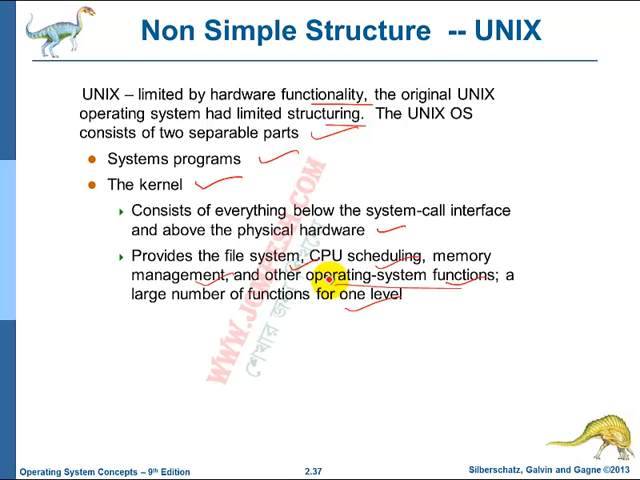 Non Simple Structure -- UNIX
UNIX – limited by hardware functionality, the original UNIX
operating system had limited structuring. The UNIX OS
consists of two separable parts
Systems programs
The kernel
Consists of everything below the system-call interface
and above the physical hardware
Provides the file system, CPU scheduling, memory
management, and other operating-system functions; a
large number of functions for one level
Operating System Concepts – 9th Edition
2.37
Silberschatz, Galvin and Gagne ©2013